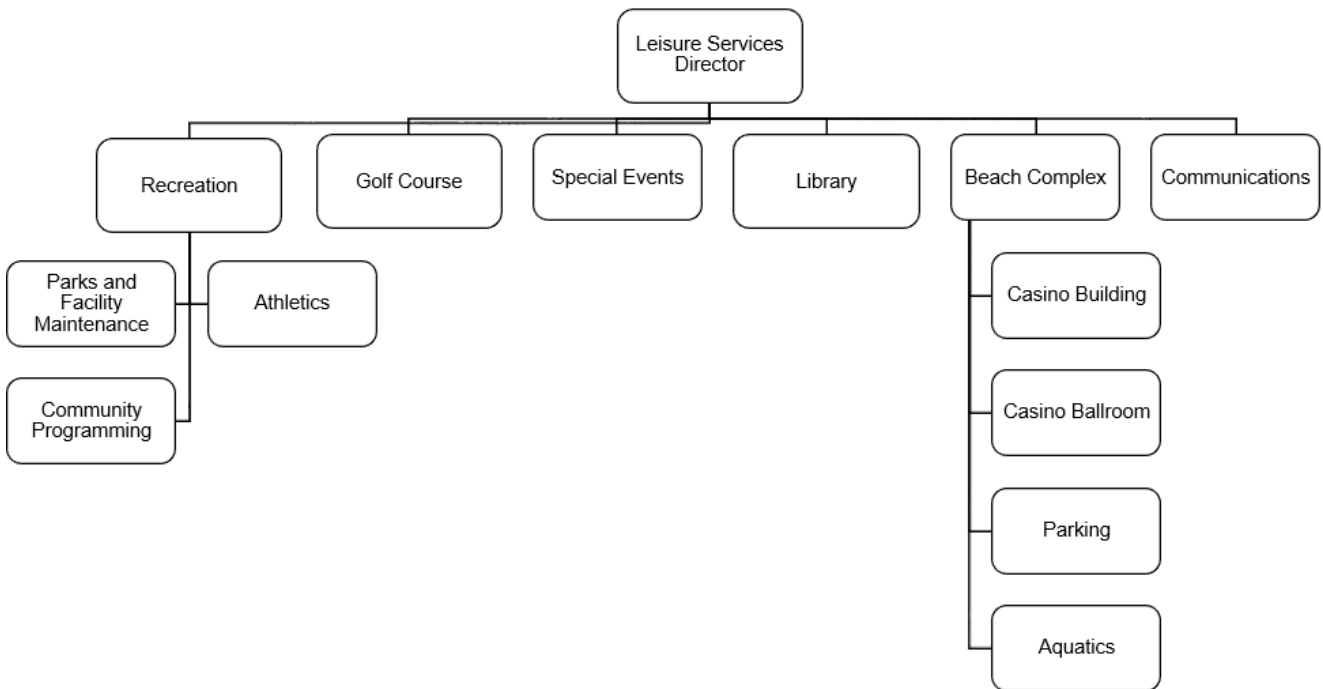 Leisure Services
Director
Recreation
Golf Course
Special Events
Library
Beach Complex
Communications
Parks and
Facility
Maintenance
Athletics
Community
Programming
Casino Building
Casino Ballroom
Parking
Aquatics